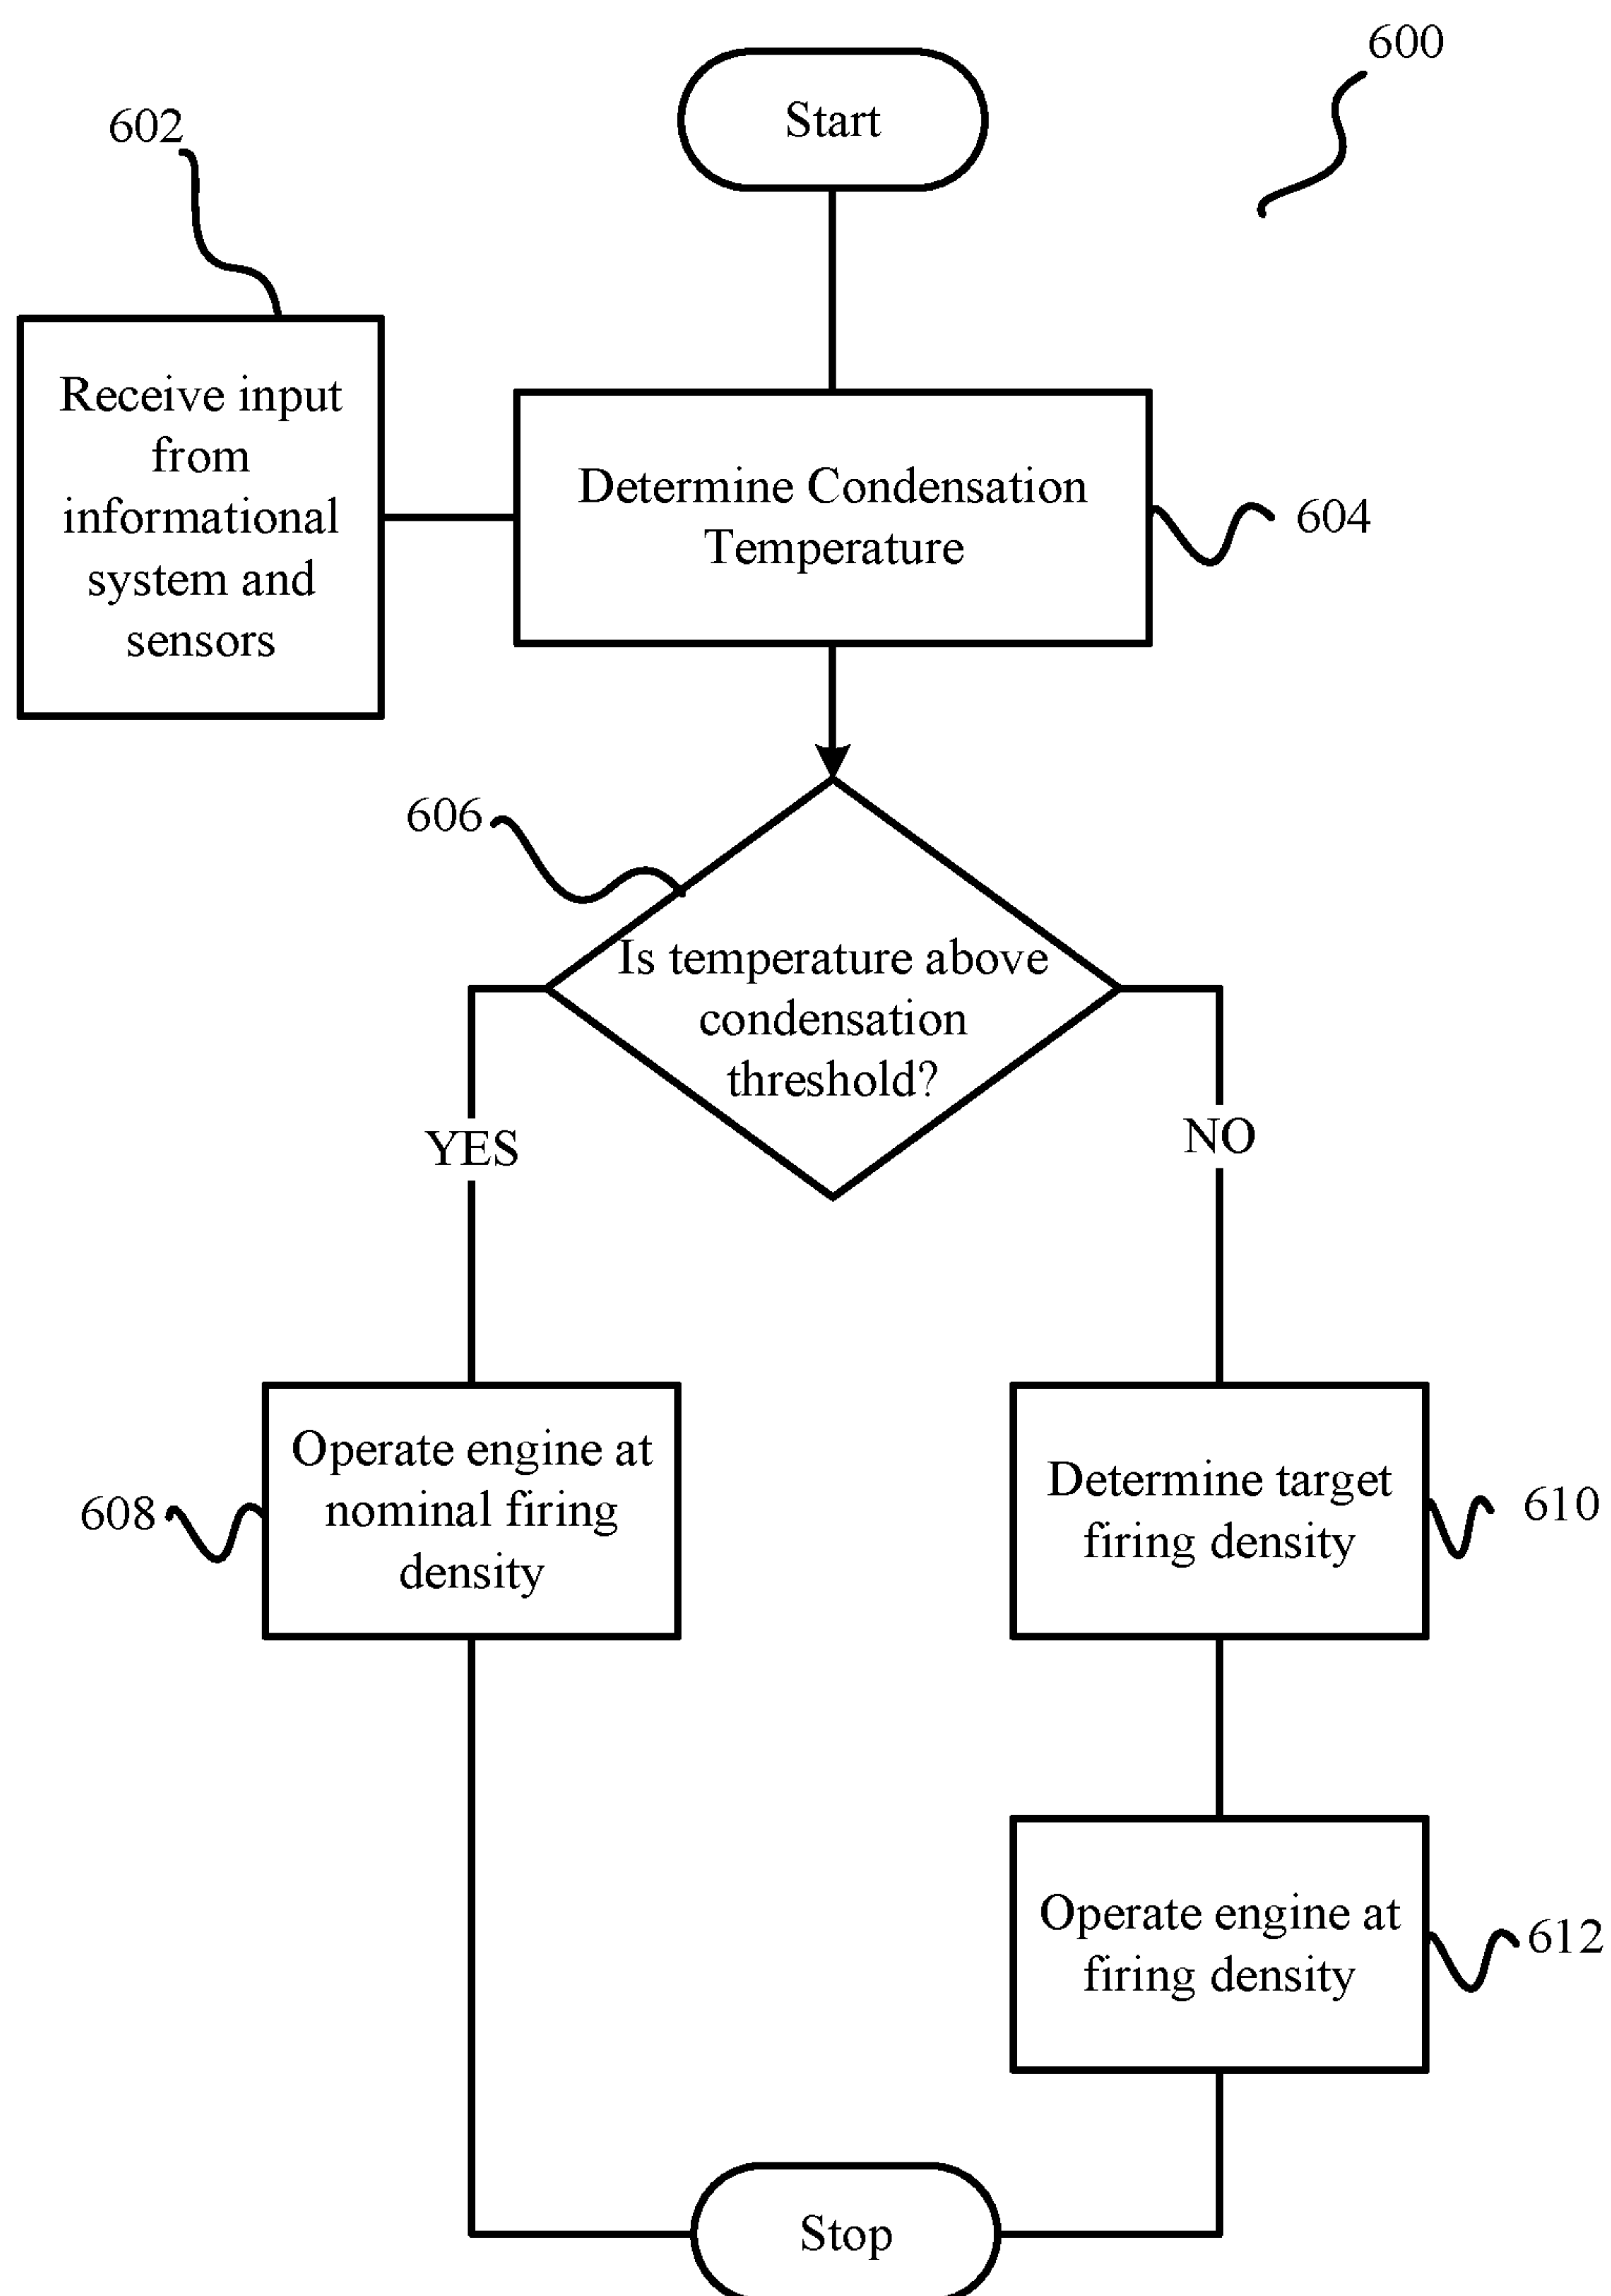 600
Start
602
Receive input
from
informational
system and
sensors
Determine Condensation
Temperature
604
606
Is temperature above
condensation
threshold?
YES
NO
Operate engine at
nominal firing
density
608
Determine target
firing density
610
Operate engine at
firing density
612
Stop